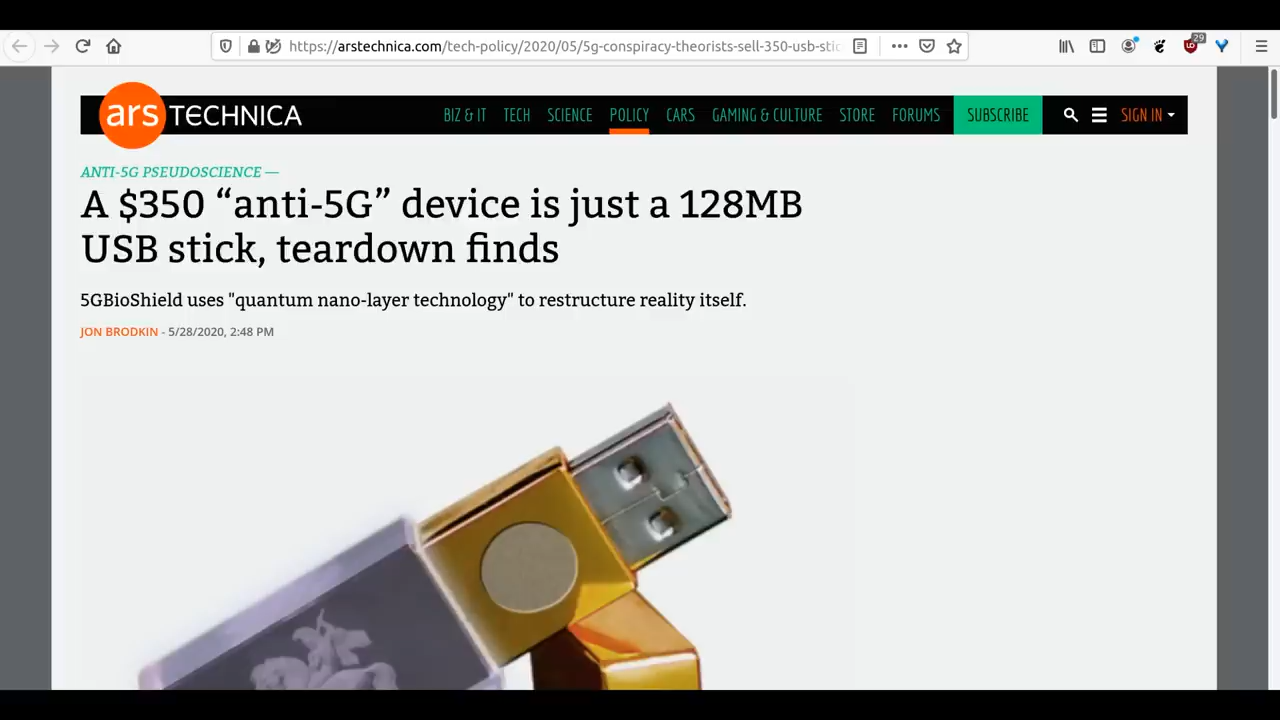 https://arstechnica.com/tech-policy/2020/05/5g-conspiracy-theorists-sell-350-usb-stic
29
ars TECHNICA
BIZ & IT TECH SCIENCE POLICY CARS GAMING & CULTURE STORE FORUMS SUBSCRIBE SIGN IN
ANTI-5G PSEUDOSCIENCE —
A $350 “anti-5G” device is just a 128MB
USB stick, teardown finds
5GBioShield uses "quantum nano-layer technology" to restructure reality itself.
JON BRODKIN - 5/28/2020, 2:48 PM